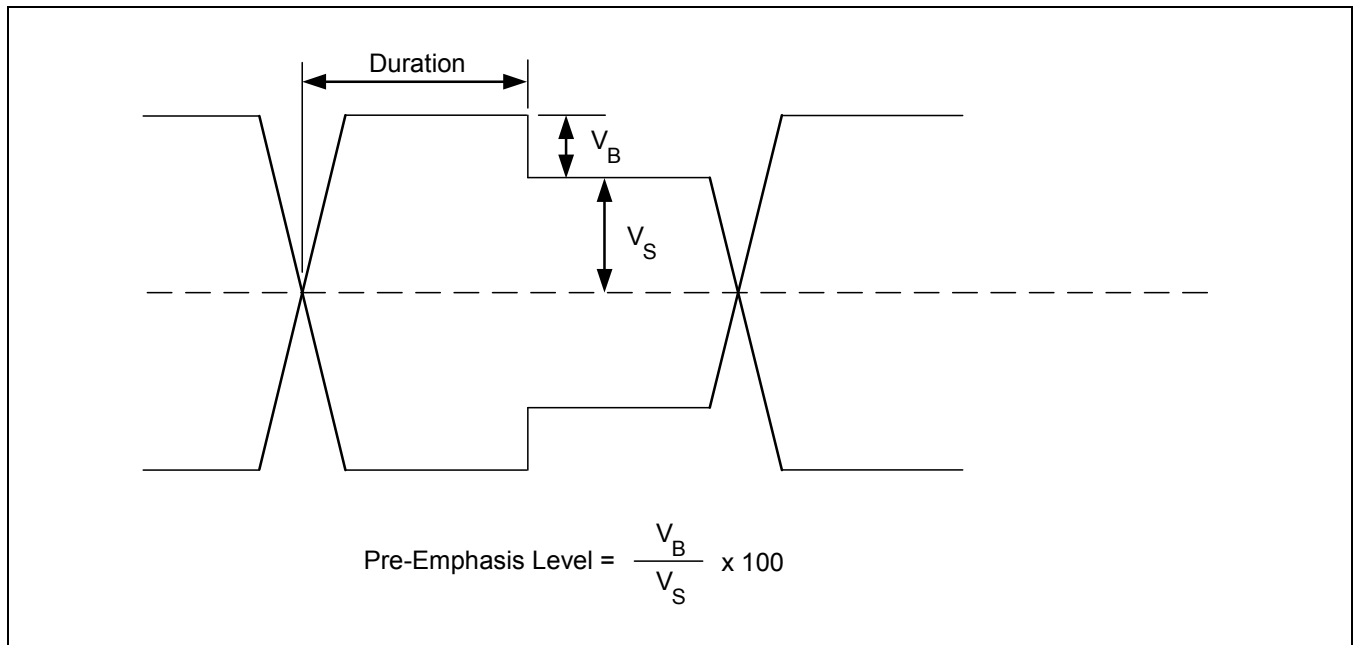 Duration
V_B
V_S
Pre-Emphasis Level = V_B / V_S x 100